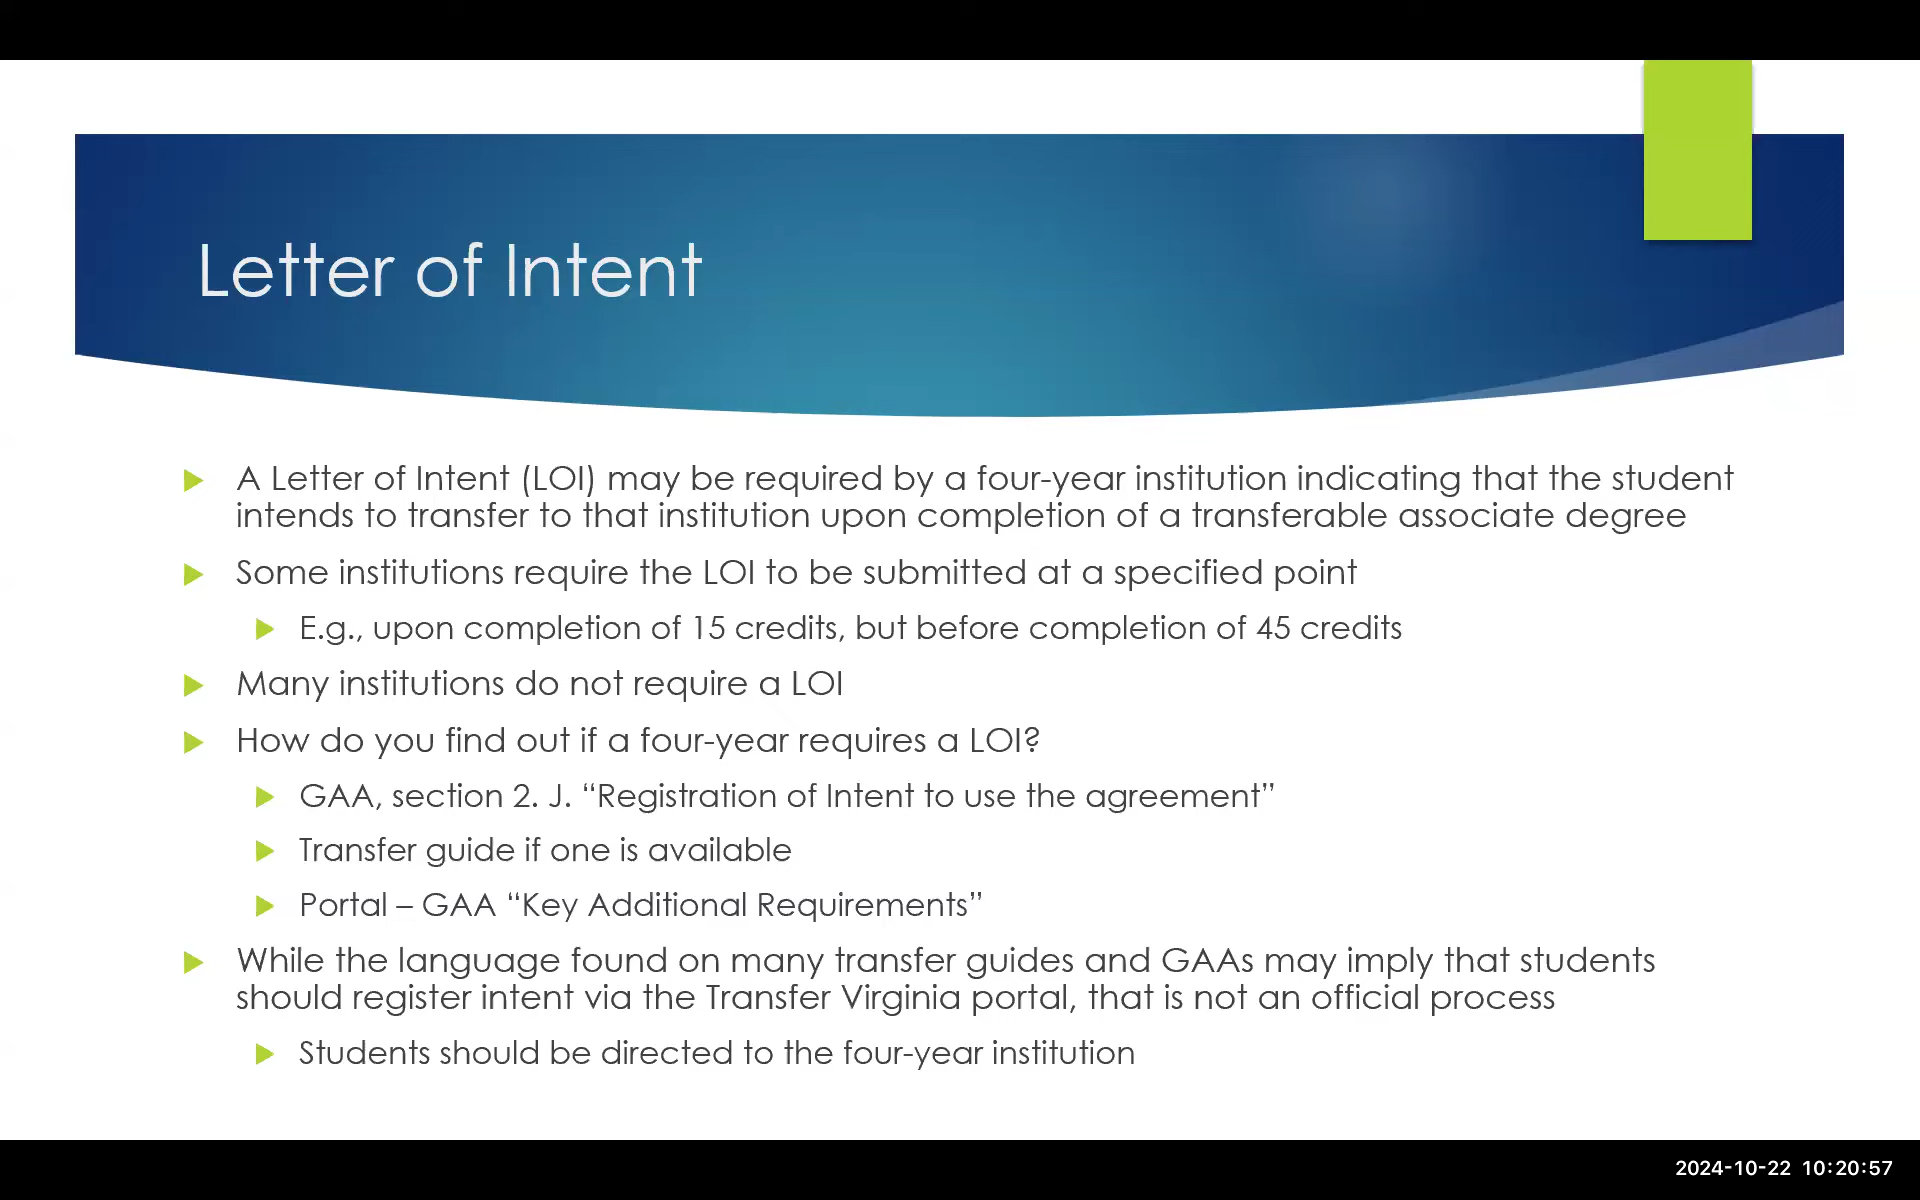 Letter of Intent
A Letter of Intent (LOI) may be required by a four-year institution indicating that the student
intends to transfer to that institution upon completion of a transferable associate degree
Some institutions require the LOI to be submitted at a specified point
E.g., upon completion of 15 credits, but before completion of 45 credits
Many institutions do not require a LOI
How do you find out if a four-year requires a LOI?
GAA, section 2. J. “Registration of Intent to use the agreement”
Transfer guide if one is available
Portal – GAA “Key Additional Requirements”
While the language found on many transfer guides and GAAs may imply that students
should register intent via the Transfer Virginia portal, that is not an official process
Students should be directed to the four-year institution
2024-10-22 10:20:57